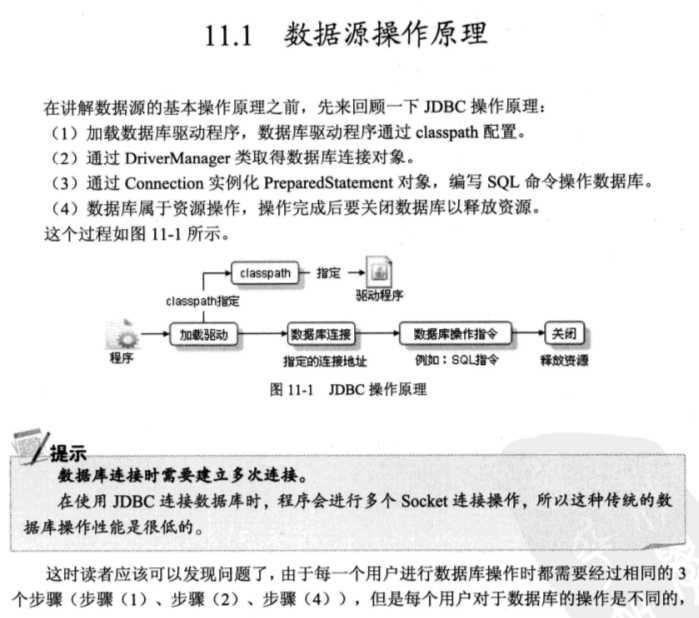 11.1 数据源操作原理
在讲解数据源的基本操作原理之前，先来回顾一下 JDBC 操作原理：
（1）加载数据库驱动程序，数据库驱动程序通过 classpath 配置。
（2）通过 DriverManager 类取得数据库连接对象。
（3）通过 Connection 实例化 PreparedStatement 对象，编写 SQL 命令操作数据库。
（4）数据库属于资源操作，操作完成后要关闭数据库以释放资源。
这个过程如图 11-1 所示。
classpath 指定
驱动程序
classpath指定
加载驱动 数据库连接 数据库操作指令 关闭
程序 指定的连接地址 例如：SQL指令 释放资源
图 11-1 JDBC 操作原理
提示
数据库连接时需要建立多次连接。
在使用 JDBC 连接数据库时，程序会进行多个 Socket 连接操作，所以这种传统的数
据库操作性能是很低的。
这时读者应该可以发现问题了，由于每一个用户进行数据库操作时都需要经过相同的 3
个步骤（步骤（1）、步骤（2）、步骤（4）），但是每个用户对于数据库的操作是不同的，